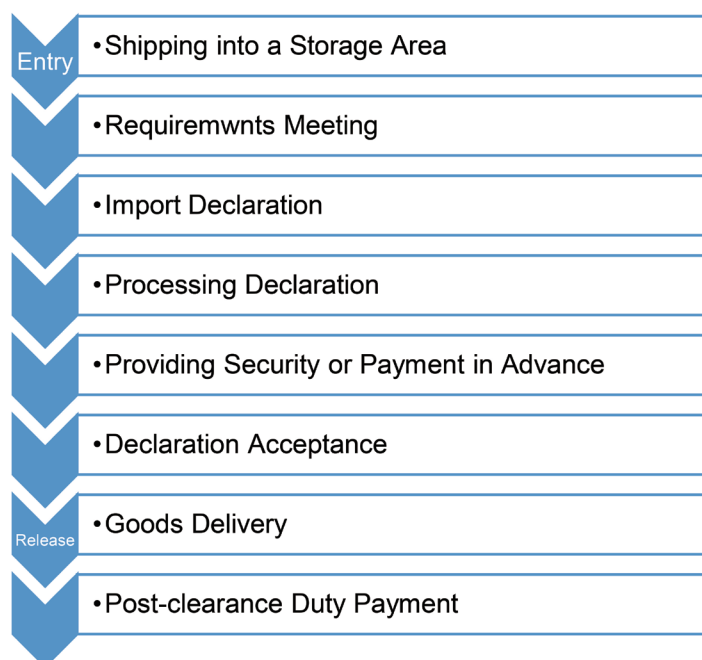 Entry
•Shipping into a Storage Area
•Requiremwnts Meeting
•Import Declaration
•Processing Declaration
•Providing Security or Payment in Advance
•Declaration Acceptance
Release
•Goods Delivery
•Post-clearance Duty Payment